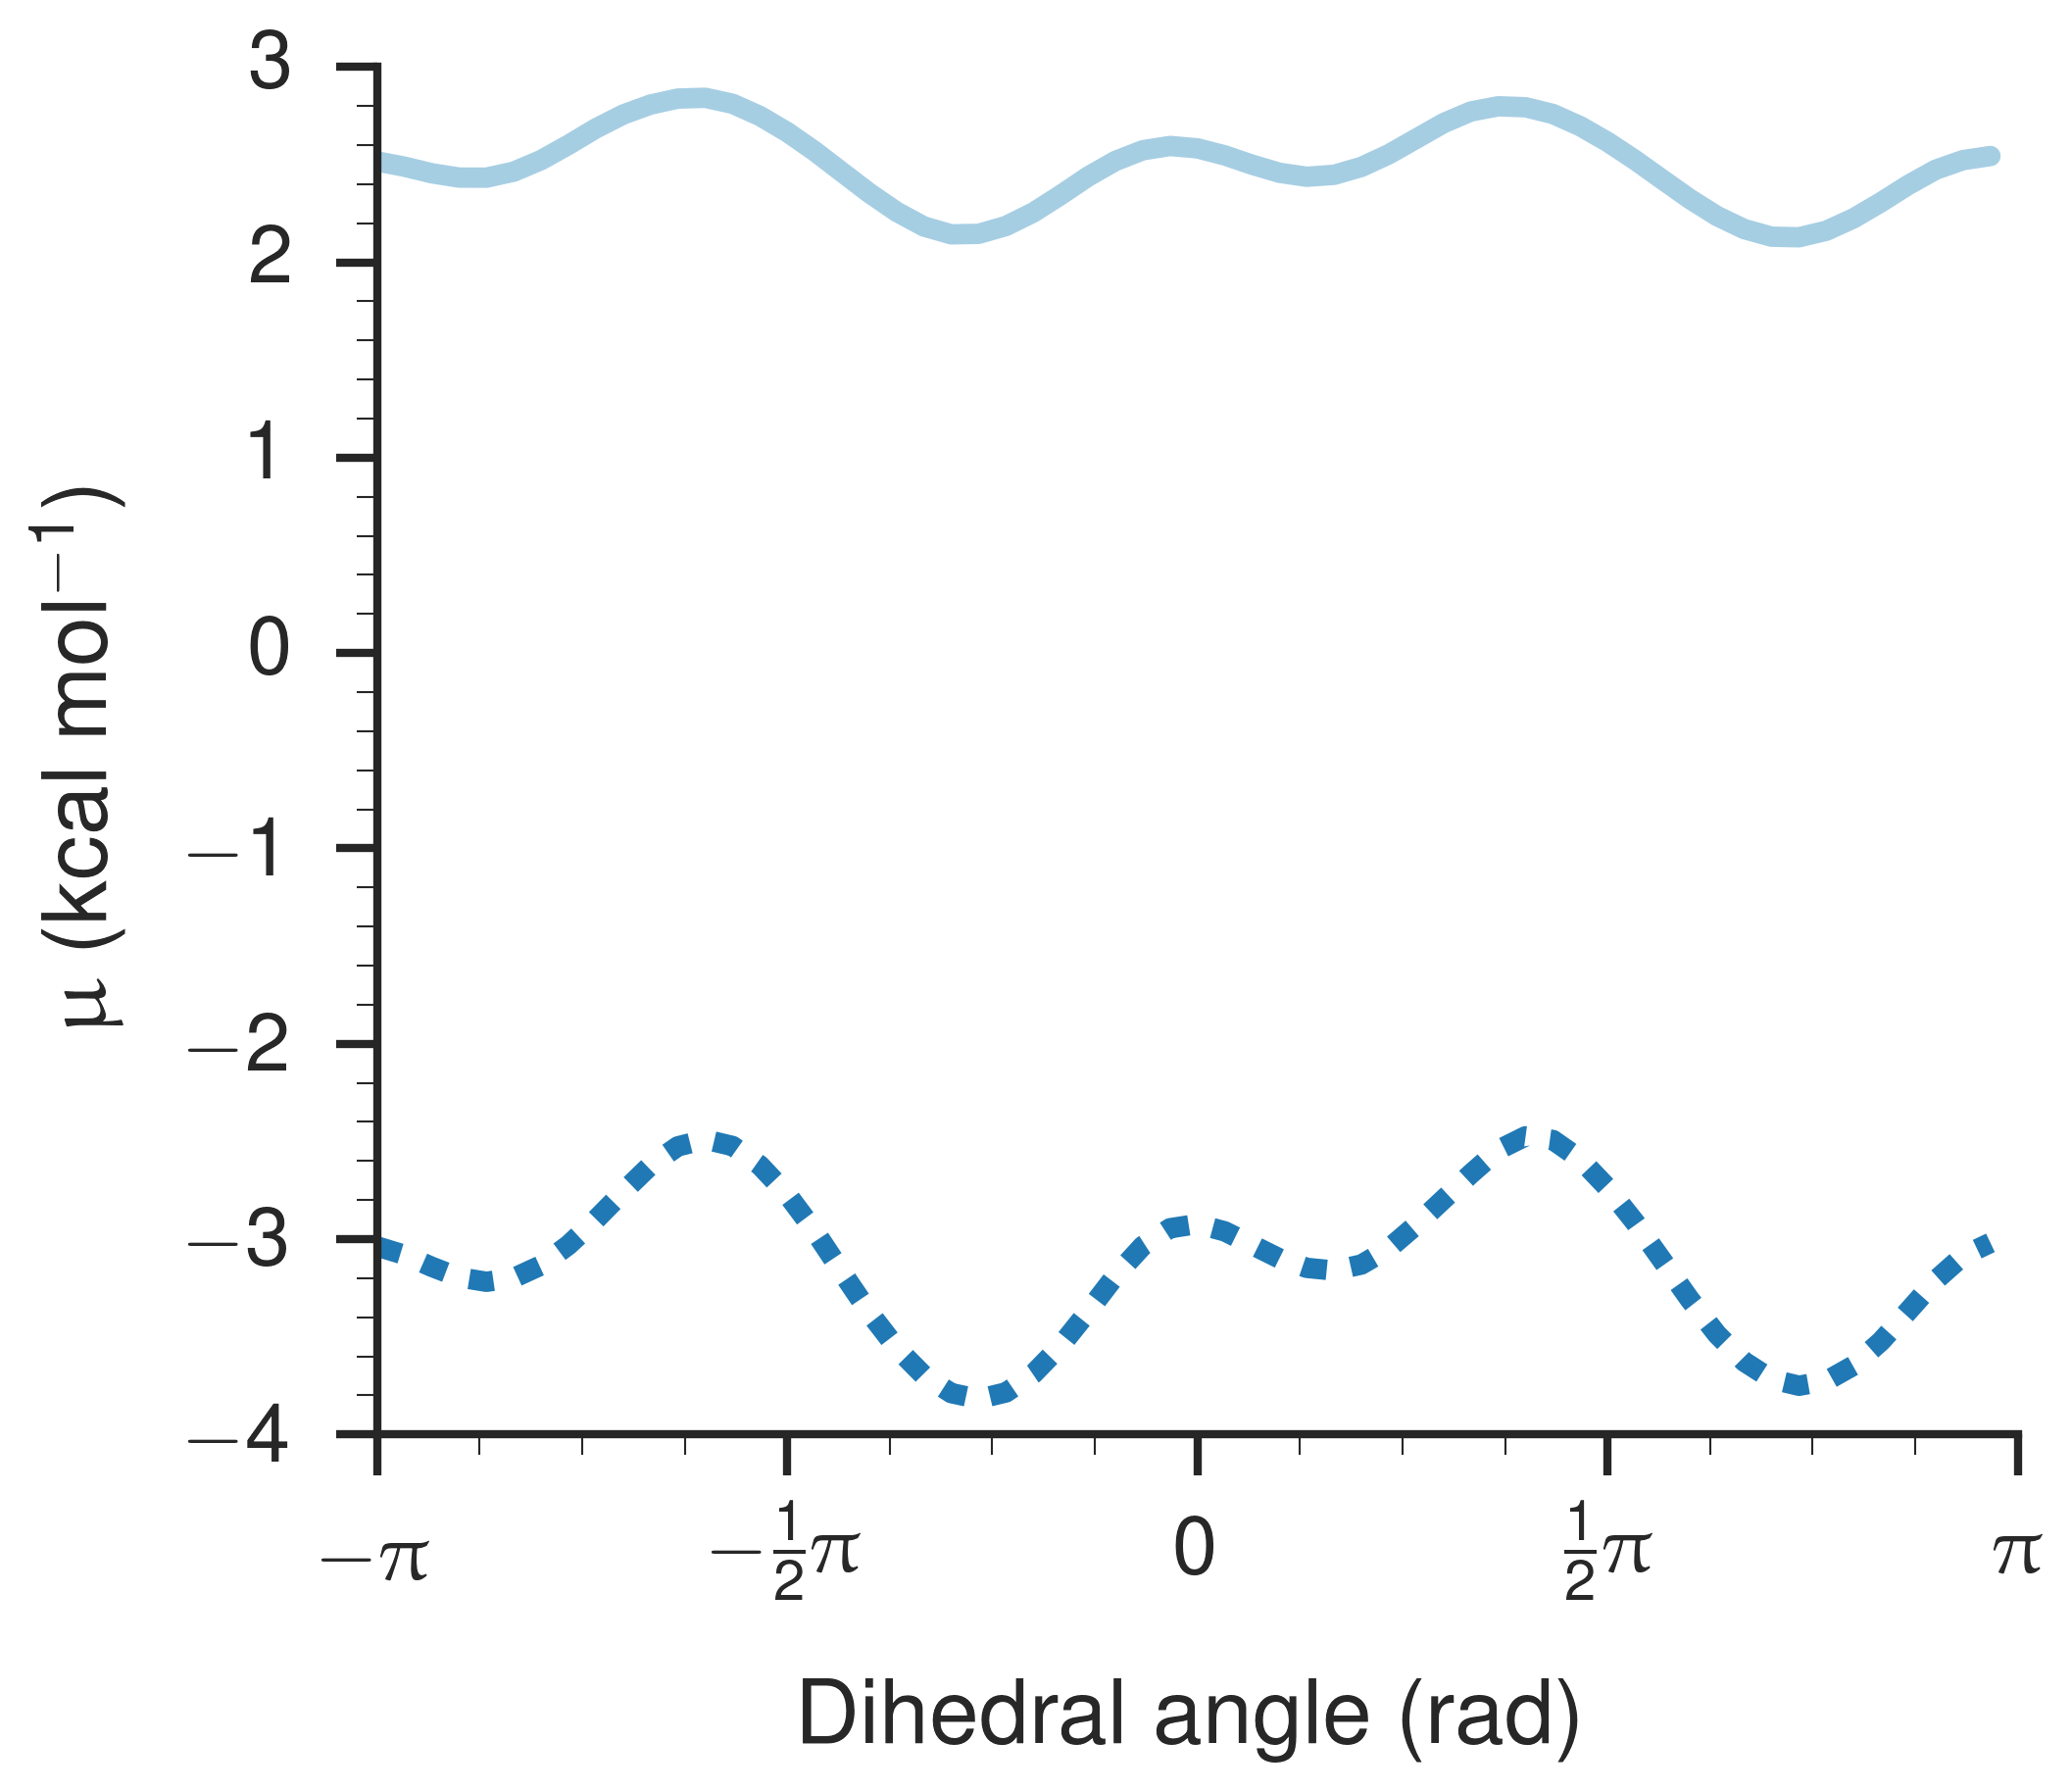 3
2
1
0
−1
−2
−3
−4
μ (kcal mol⁻¹)
−π
−½π
0
½π
π
Dihedral angle (rad)